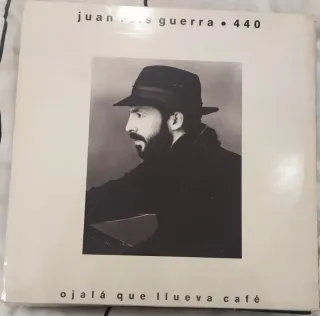 juan luis guerra • 440
ojalá que llueva café